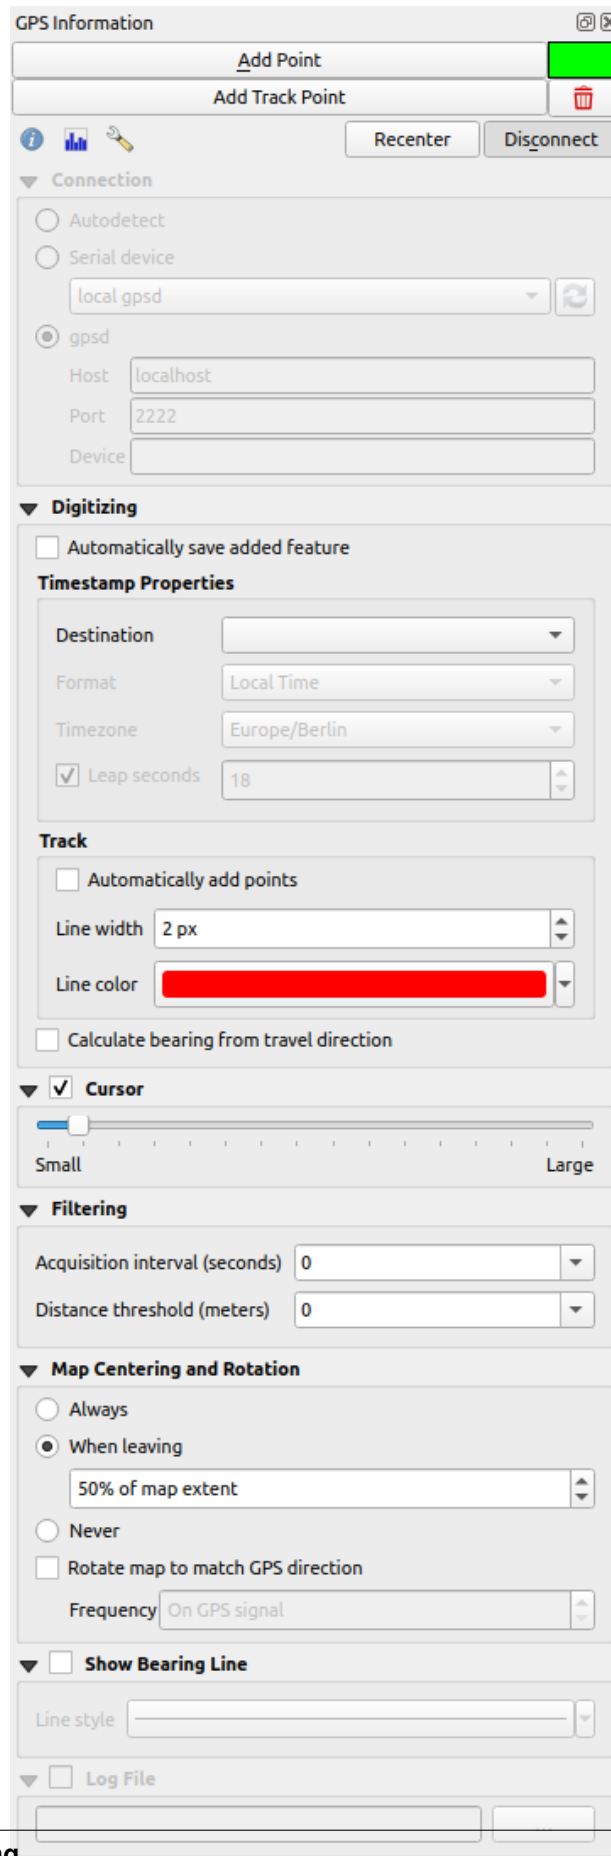 GPS Information
Add Point
Add Track Point
Recenter Disconnect
Connection
Autodetect
Serial device
local gpsd
gpsd
Host localhost
Port 2222
Device
Digitizing
Automatically save added feature
Timestamp Properties
Destination
Format Local Time
Timezone Europe/Berlin
Leap seconds 18
Track
Automatically add points
Line width 2 px
Line color
Calculate bearing from travel direction
Cursor
Small Large
Filtering
Acquisition interval (seconds) 0
Distance threshold (meters) 0
Map Centering and Rotation
Always
When leaving
50% of map extent
Never
Rotate map to match GPS direction
Frequency On GPS signal
Show Bearing Line
Line style
Log File
...